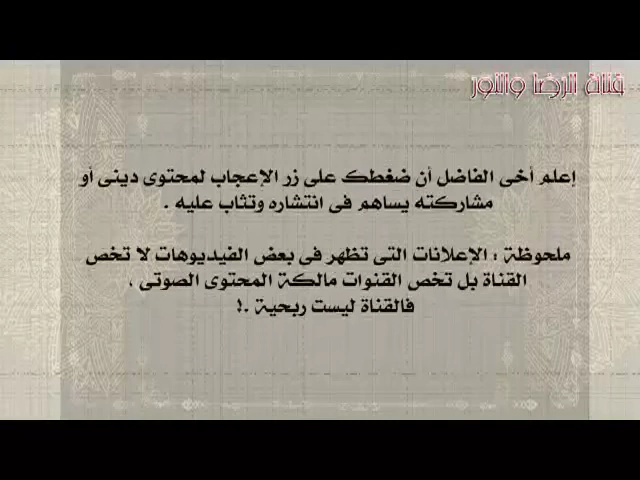 قناة الرضا والنور
إعلم أخى الفاضل أن ضغطك على زر الإعجاب لمحتوى دينى أو
مشاركته يساهم فى انتشاره وتثاب عليه .
ملحوظة : الإعلانات التى تظهر فى بعض الفيديوهات لا تخص
القناة بل تخص القنوات مالكة المحتوى الصوتى ،
فالقناة ليست ربحية .!